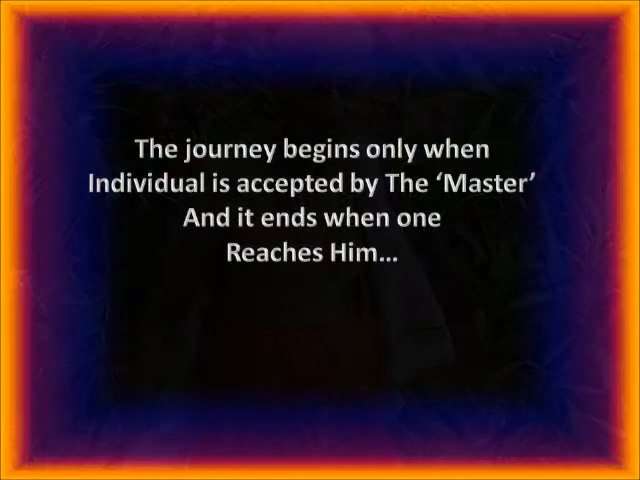 The journey begins only when
Individual is accepted by The ‘Master’
And it ends when one
Reaches Him...